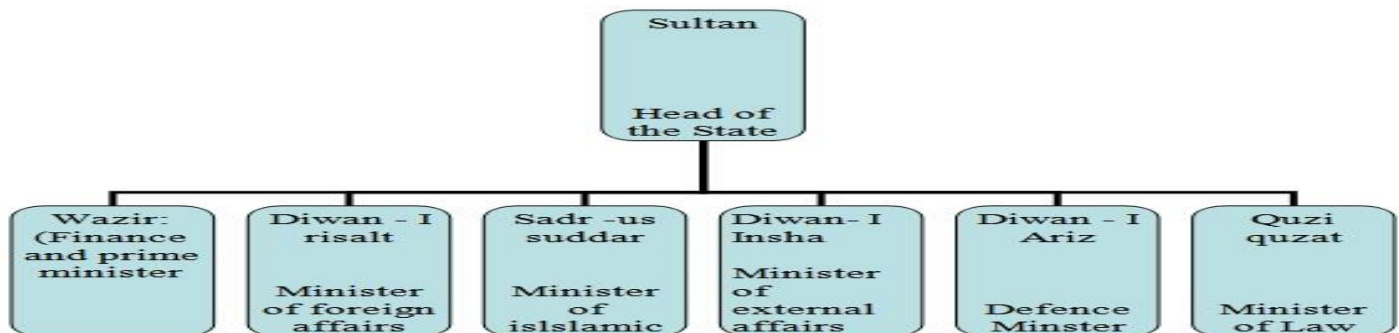 Sultan
Head of
the State
Wazir:
(Finance
and prime
minister
Diwan - I
risalt
Minister
of foreign
affairs
Sadr -us
suddar
Minister
of
islslamic
Diwan- I
Insha
Minister
of
external
affairs
Diwan - I
Ariz
Defence
Minster
Quzi
quzat
Minister
of Law